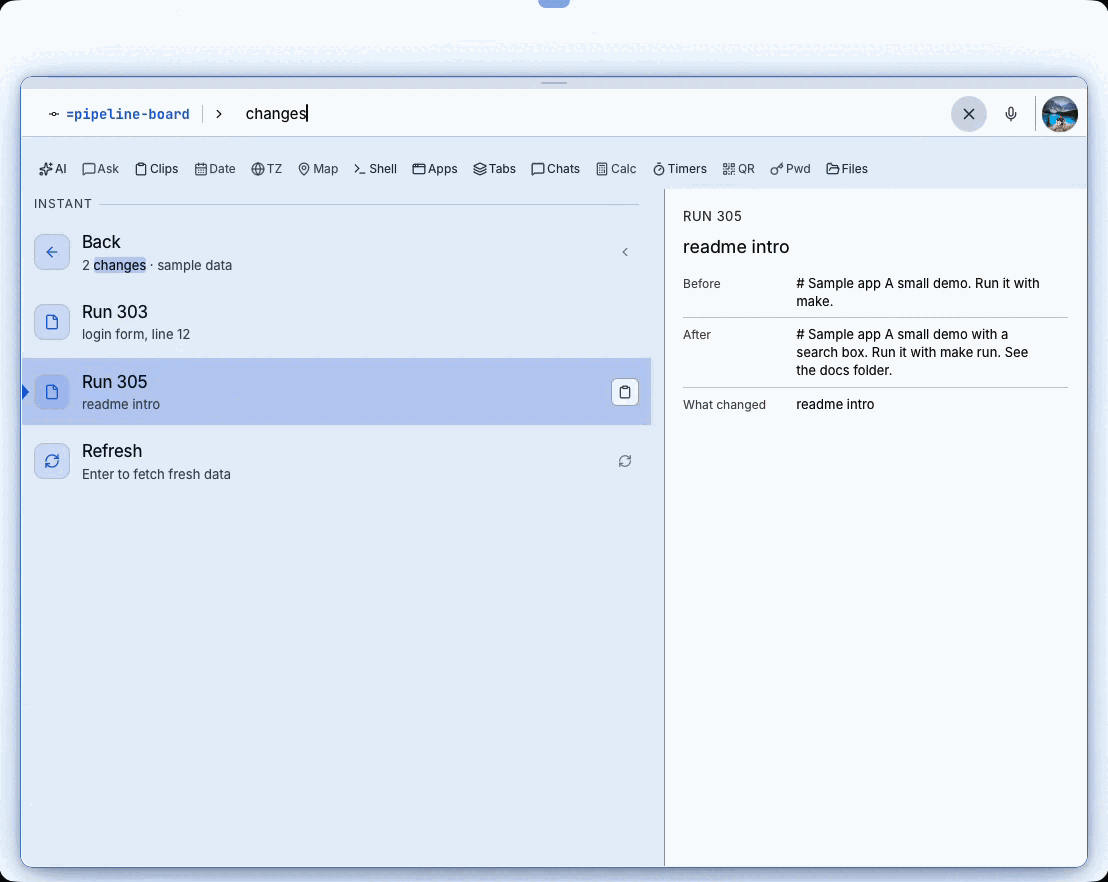 =pipeline-board
changes
AI
Ask
Clips
Date
TZ
Map
Shell
Apps
Tabs
Chats
Calc
Timers
QR
Pwd
Files
INSTANT
Back
2 changes · sample data
Run 303
login form, line 12
Run 305
readme intro
Refresh
Enter to fetch fresh data
RUN 305
readme intro
Before
# Sample app A small demo. Run it with
make.
After
# Sample app A small demo with a
search box. Run it with make run. See
the docs folder.
What changed
readme intro